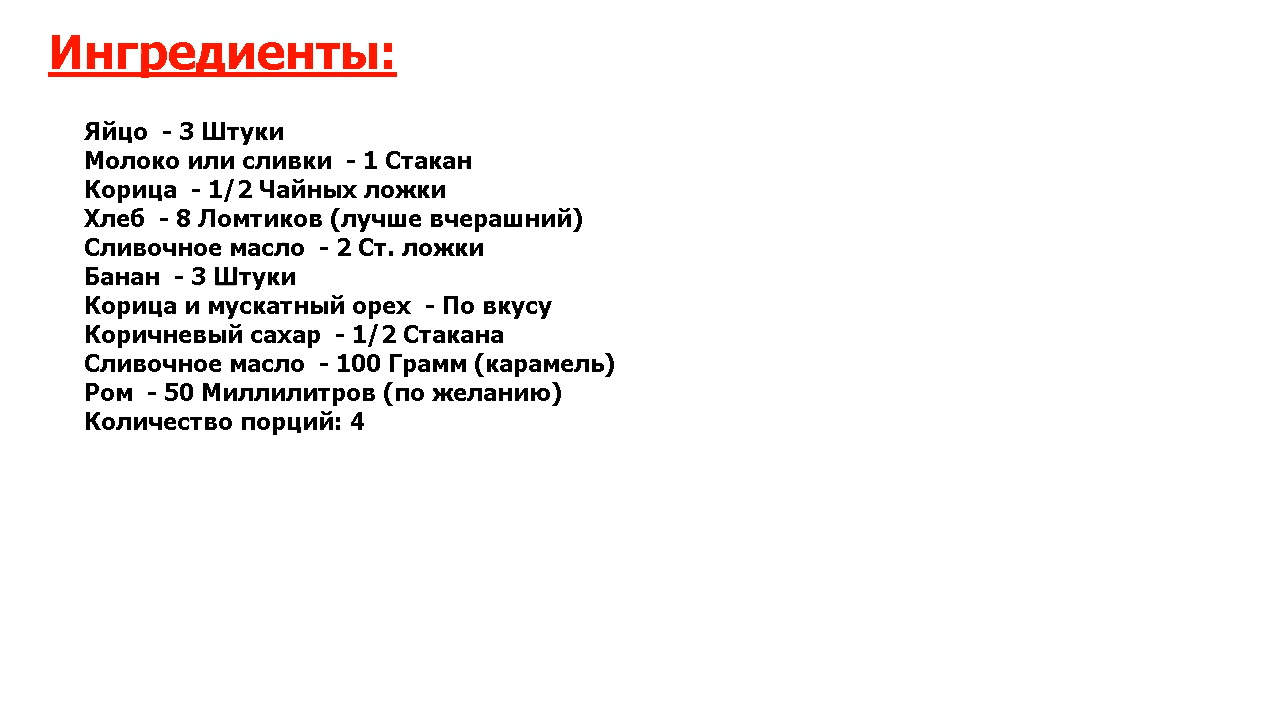 Ингредиенты:
Яйцо  - 3 Штуки
Молоко или сливки  - 1 Стакан
Корица  - 1/2 Чайных ложки
Хлеб  - 8 Ломтиков (лучше вчерашний)
Сливочное масло  - 2 Ст. ложки
Банан  - 3 Штуки
Корица и мускатный орех  - По вкусу
Коричневый сахар  - 1/2 Стакана
Сливочное масло  - 100 Грамм (карамель)
Ром  - 50 Миллилитров (по желанию)
Количество порций: 4